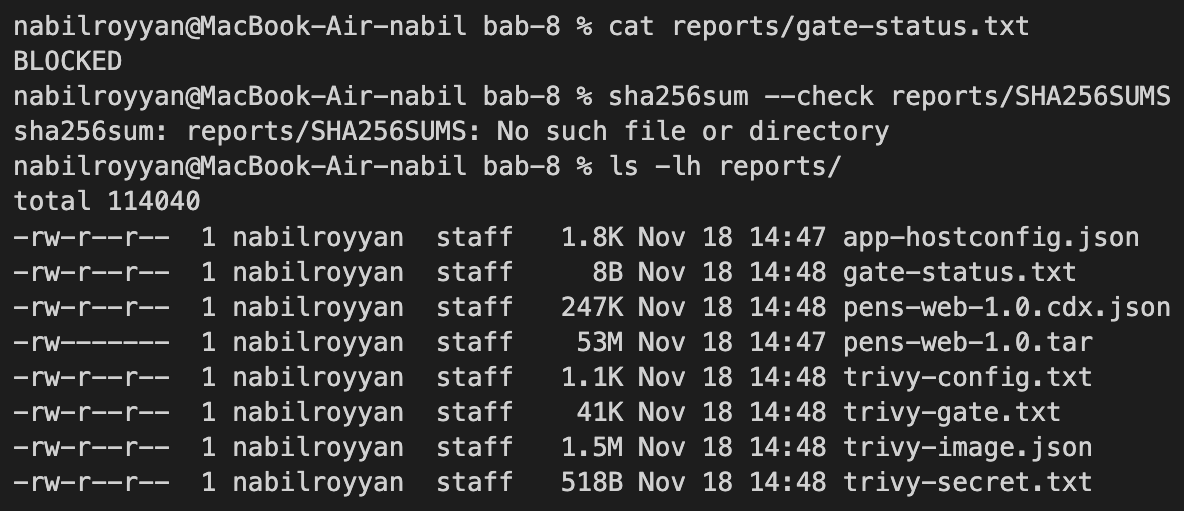 nabilroyyan@MacBook-Air-nabil bab-8 % cat reports/gate-status.txt
BLOCKED
nabilroyyan@MacBook-Air-nabil bab-8 % sha256sum --check reports/SHA256SUMS
sha256sum: reports/SHA256SUMS: No such file or directory
nabilroyyan@MacBook-Air-nabil bab-8 % ls -lh reports/
total 114040
-rw-r--r--  1 nabilroyyan  staff   1.8K Nov 18 14:47 app-hostconfig.json
-rw-r--r--  1 nabilroyyan  staff     8B Nov 18 14:48 gate-status.txt
-rw-r--r--  1 nabilroyyan  staff   247K Nov 18 14:48 pens-web-1.0.cdx.json
-rw-------  1 nabilroyyan  staff    53M Nov 18 14:47 pens-web-1.0.tar
-rw-r--r--  1 nabilroyyan  staff   1.1K Nov 18 14:48 trivy-config.txt
-rw-r--r--  1 nabilroyyan  staff    41K Nov 18 14:48 trivy-gate.txt
-rw-r--r--  1 nabilroyyan  staff   1.5M Nov 18 14:48 trivy-image.json
-rw-r--r--  1 nabilroyyan  staff   518B Nov 18 14:48 trivy-secret.txt